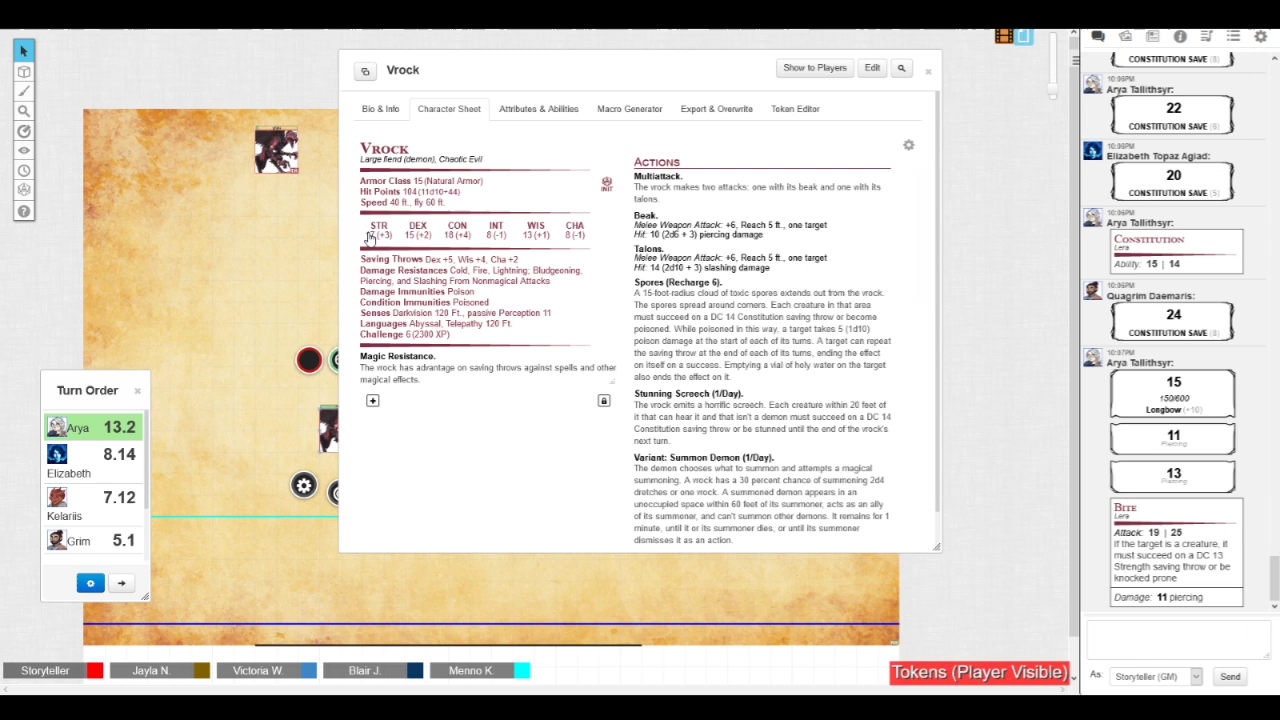 Vrock
Show to Players
Edit
Bio & Info
Character Sheet
Attributes & Abilities
Macro Generator
Export & Overwrite
Token Editor
VROCK
Large fiend (demon), Chaotic Evil
Armor Class 15 (Natural Armor)
Hit Points 104 (11d10+44)
Speed 40 ft., fly 60 ft.
INIT
STR DEX CON INT WIS CHA
(+3) 15 (+2) 18 (+4) 8 (-1) 13 (+1) 8 (-1)
Saving Throws Dex +5, Wis +4, Cha +2
Damage Resistances Cold, Fire, Lightning; Bludgeoning,
Piercing, and Slashing From Nonmagical Attacks
Damage Immunities Poison
Condition Immunities Poisoned
Senses Darkvision 120 Ft., passive Perception 11
Languages Abyssal, Telepathy 120 Ft.
Challenge 6 (2300 XP)
Magic Resistance.
The vrock has advantage on saving throws against spells and other
magical effects.
ACTIONS
Multiattack.
The vrock makes two attacks: one with its beak and one with its
talons.
Beak.
Melee Weapon Attack: +6, Reach 5 ft., one target
Hit: 10 (2d6 + 3) piercing damage
Talons.
Melee Weapon Attack: +6, Reach 5 ft., one target
Hit: 14 (2d10 + 3) slashing damage
Spores (Recharge 6).
A 15-foot-radius cloud of toxic spores extends out from the vrock.
The spores spread around corners. Each creature in that area
must succeed on a DC 14 Constitution saving throw or become
poisoned. While poisoned in this way, a target takes 5 (1d10)
poison damage at the start of each of its turns. A target can repeat
the saving throw at the end of each of its turns, ending the effect
on itself on a success. Emptying a vial of holy water on the target
also ends the effect on it.
Stunning Screech (1/Day).
The vrock emits a horrific screech. Each creature within 20 feet of
it that can hear it and that isn't a demon must succeed on a DC 14
Constitution saving throw or be stunned until the end of the vrock's
next turn.
Variant: Summon Demon (1/Day).
The demon chooses what to summon and attempts a magical
summoning. A vrock has a 30 percent chance of summoning 2d4
dretches or one vrock. A summoned demon appears in an
unoccupied space within 60 feet of its summoner, acts as an ally
of its summoner, and can't summon other demons. It remains for 1
minute, until it or its summoner dies, or until its summoner
dismisses it as an action.
Turn Order
Arya 13.2
8.14
Elizabeth
7.12
Kelariis
Grim 5.1
Storyteller
Jayla N.
Victoria W.
Blair J.
Menno K.
Tokens (Player Visible)
CONSTITUTION SAVE
10:06PM
Arya Tallithsyr:
22
CONSTITUTION SAVE
10:06PM
Elizabeth Topaz Agiad:
20
CONSTITUTION SAVE (5)
10:06PM
Arya Tallithsyr:
CONSTITUTION
Lera
Ability: 15 | 14
10:06PM
Quagrim Daemaris:
24
CONSTITUTION SAVE
10:07PM
Arya Tallithsyr:
15
150/600
Longbow (+10)
11
Piercing
13
Piercing
BITE
Lera
Attack: 19 | 25
If the target is a creature, it
must succeed on a DC 13
Strength saving throw or be
knocked prone
Damage: 11 piercing
As:
Storyteller (GM)
Send